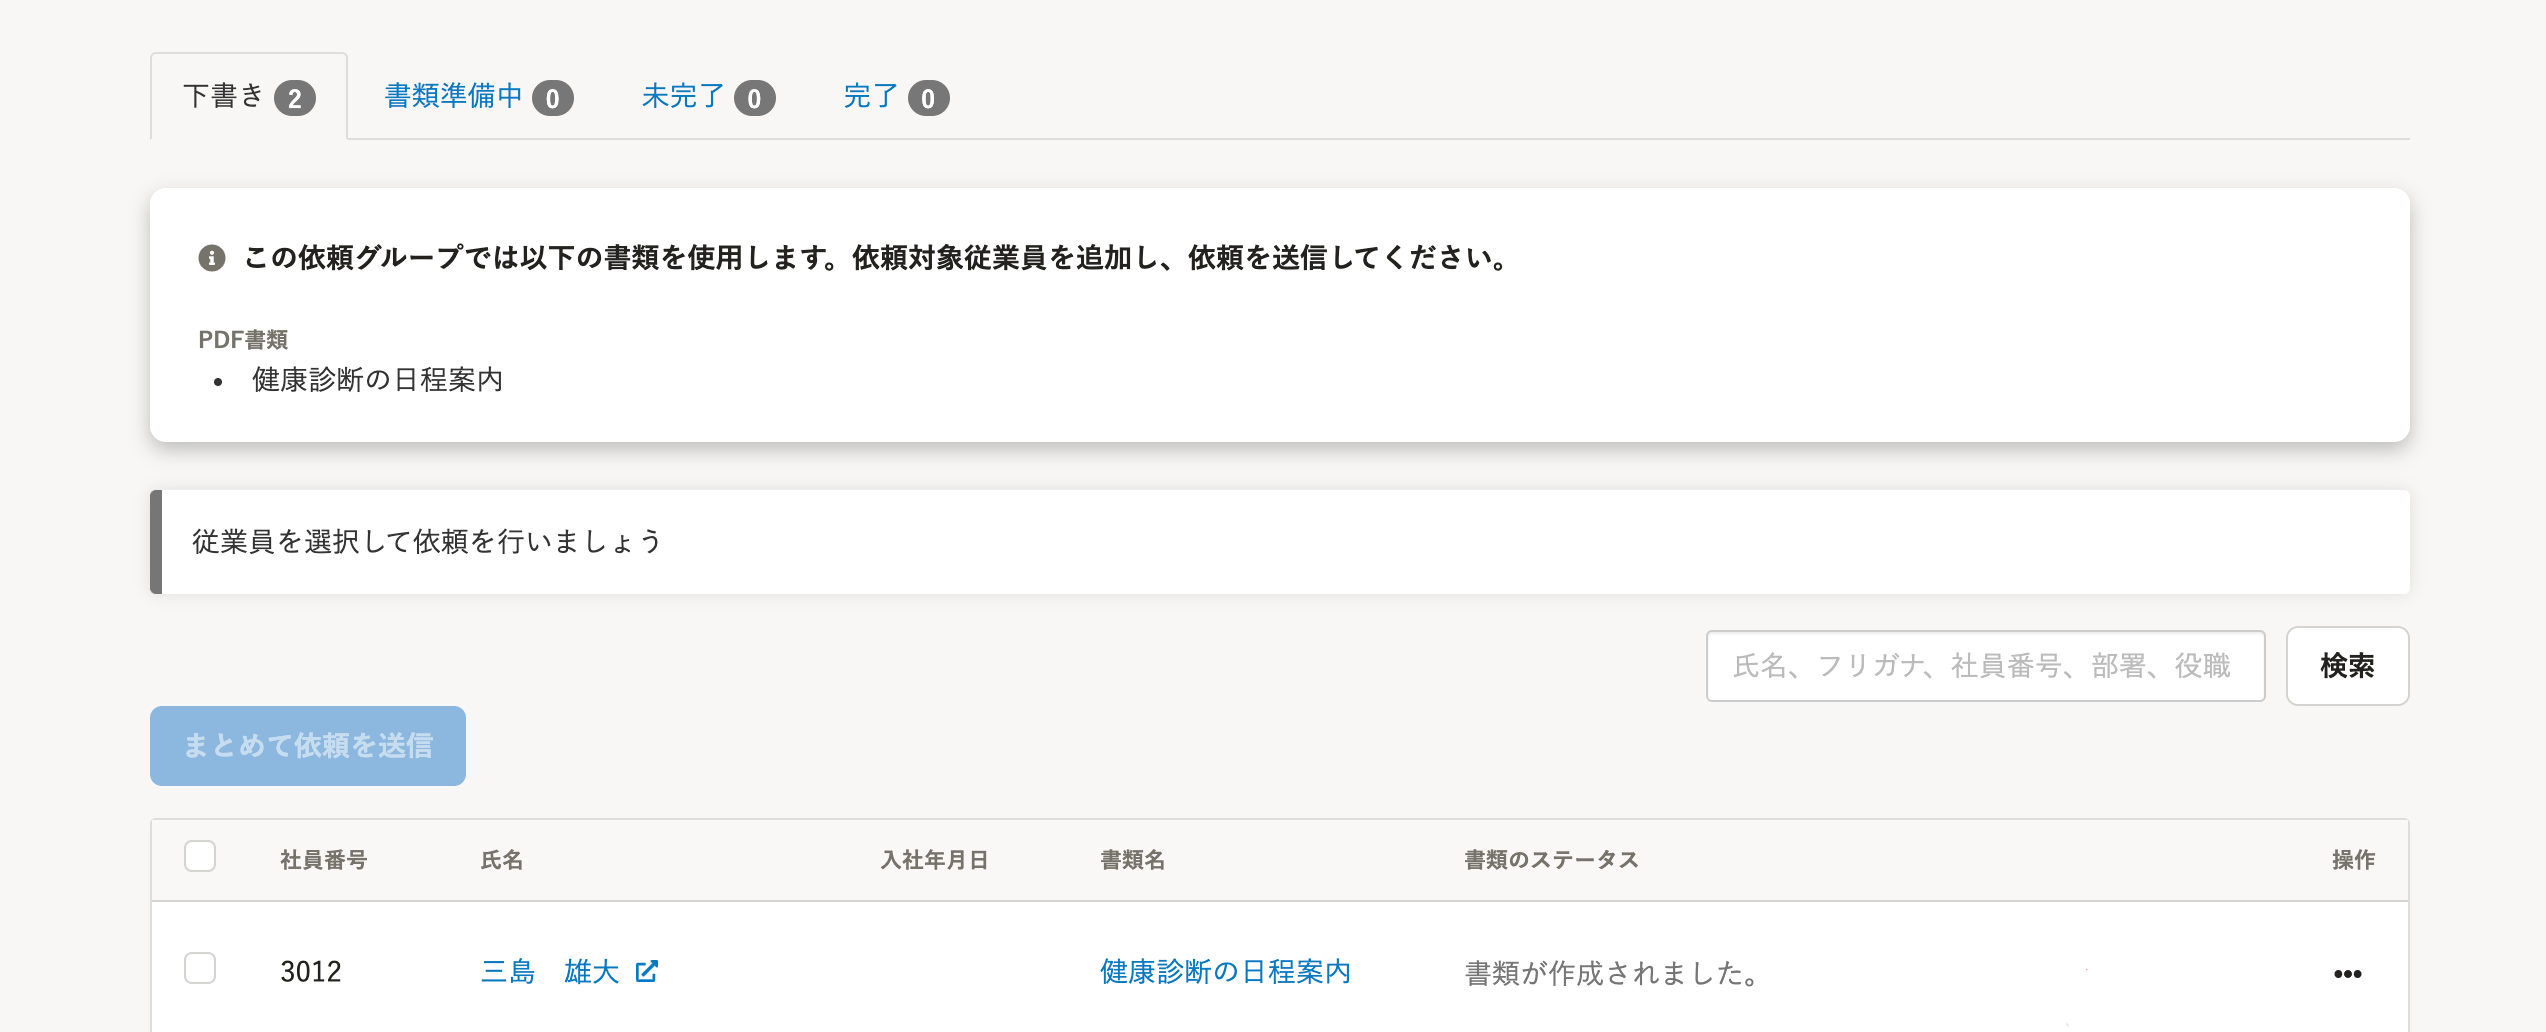 下書き 2 書類準備中 0 未完了 0 完了 0
この依頼グループでは以下の書類を使用します。依頼対象従業員を追加し、依頼を送信してください。
PDF書類
• 健康診断の日程案内
従業員を選択して依頼を行いましょう
氏名、フリガナ、社員番号、部署、役職 検索
まとめて依頼を送信
社員番号 氏名 入社年月日 書類名 書類のステータス 操作
3012 三島　雄大 健康診断の日程案内 書類が作成されました。